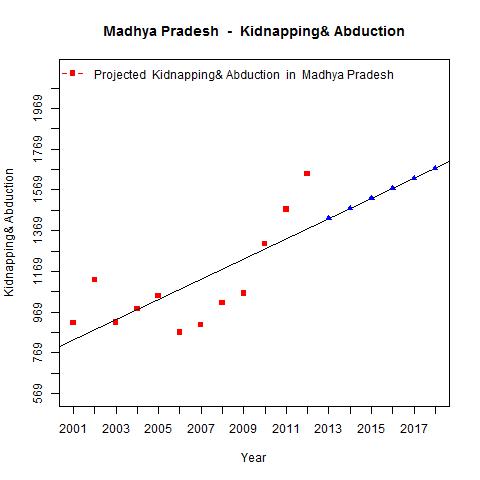 Madhya Pradesh - Kidnapping& Abduction
Projected Kidnapping& Abduction in Madhya Pradesh
Kidnapping& Abduction
1969
1769
1569
1369
1169
969
769
569
2001 2003 2005 2007 2009 2011 2013 2015 2017
Year